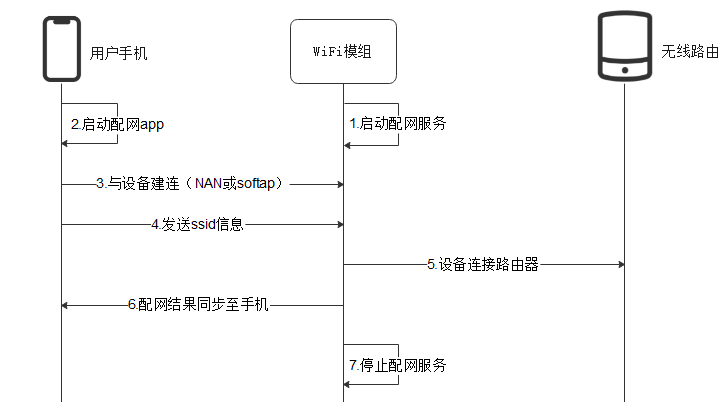 用户手机
WiFi模组
无线路由
2.启动配网app
1.启动配网服务
3.与设备建连（NAN或softap）
4.发送ssid信息
5.设备连接路由器
6.配网结果同步至手机
7.停止配网服务